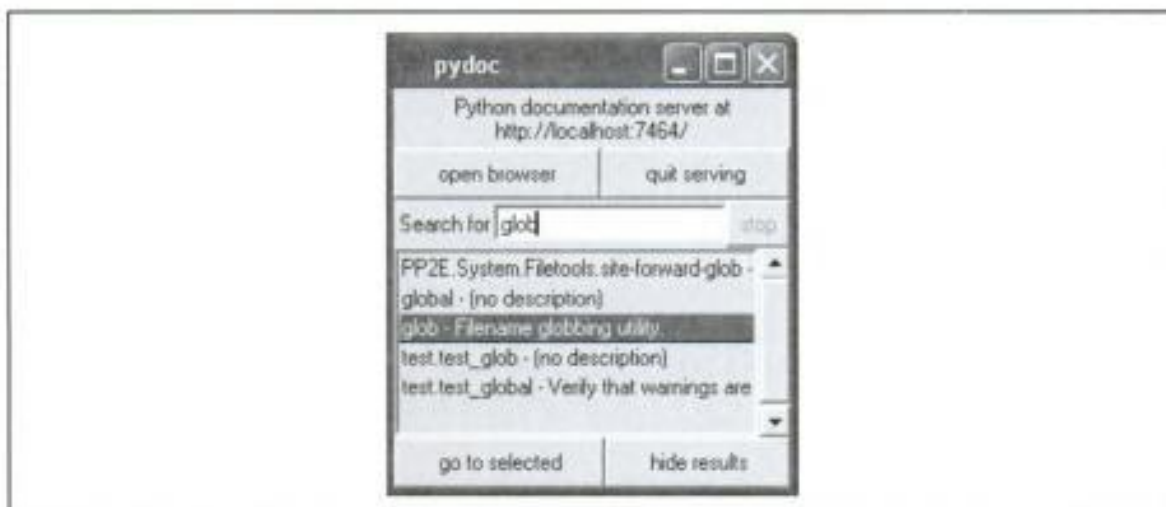 pydoc
Python documentation server at
http://localhost:7464/
open browser
quit serving
Search for glob
stop
PP2E.System.Filetools.site-forward-glob -
global - (no description)
glob - Filename globbing utility.
test.test_glob - (no description)
test.test_global - Verify that warnings are
go to selected
hide results